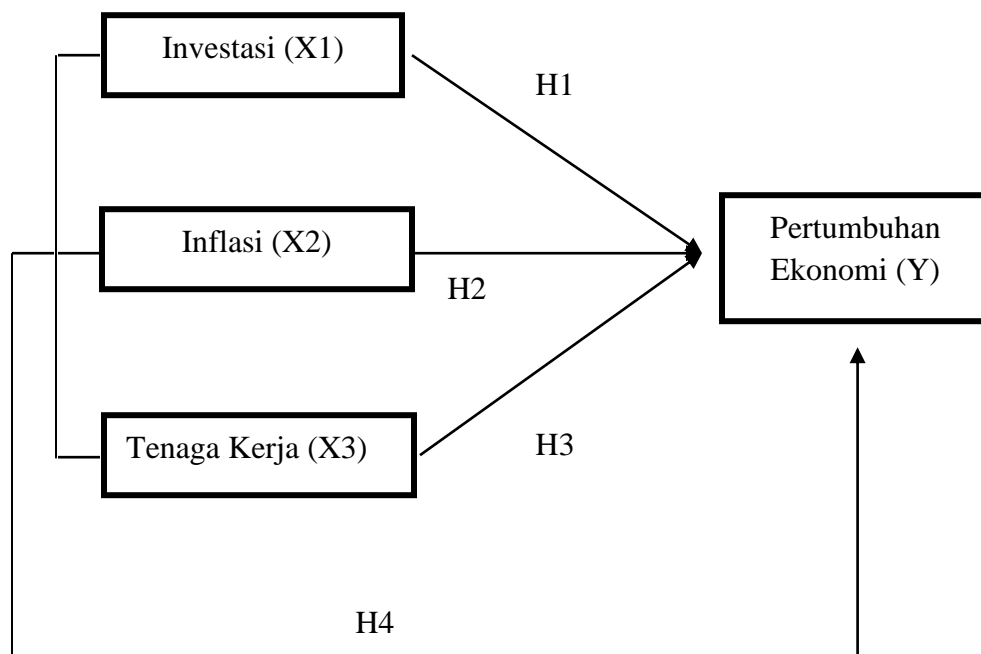 Investasi (X1)
H1
Inflasi (X2)
H2
Pertumbuhan
Ekonomi (Y)
Tenaga Kerja (X3)
H3
H4